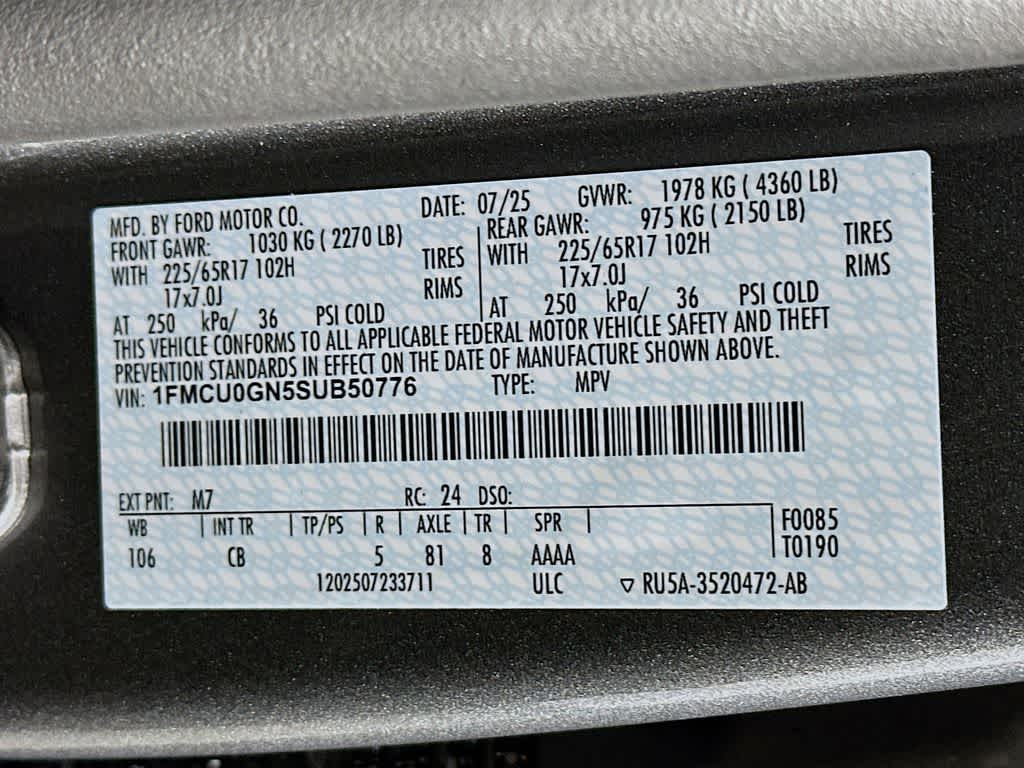 MFD. BY FORD MOTOR CO. DATE: 07/25 GVWR: 1978 KG ( 4360 LB)
FRONT GAWR: 1030 KG ( 2270 LB) REAR GAWR: 975 KG ( 2150 LB)
WITH 225/65R17 102H TIRES WITH 225/65R17 102H TIRES
17x7.0J RIMS 17x7.0J RIMS
AT 250 kPa/ 36 PSI COLD AT 250 kPa/ 36 PSI COLD
THIS VEHICLE CONFORMS TO ALL APPLICABLE FEDERAL MOTOR VEHICLE SAFETY AND THEFT
PREVENTION STANDARDS IN EFFECT ON THE DATE OF MANUFACTURE SHOWN ABOVE.
VIN: 1FMCU0GN5SUB50776 TYPE: MPV
EXT PNT: M7 RC: 24 DSO:
WB INT TR TP/PS R AXLE TR SPR F0085
106 CB 5 81 8 AAAA T0190
1202507233711 ULC ▽ RU5A-3520472-AB